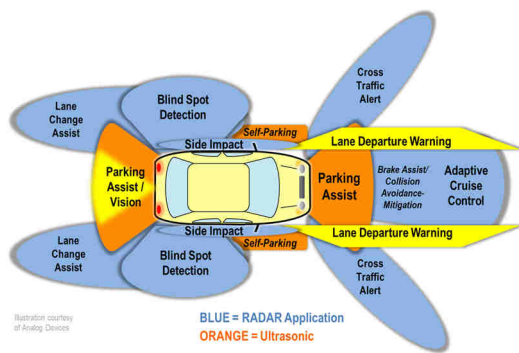 Cross
Traffic
Alert
Lane
Change
Assist
Blind Spot
Detection
Self-Parking
Side Impact
Lane Departure Warning
Parking
Assist /
Vision
Parking
Assist
Brake Assist/
Collision
Avoidance-
Mitigation
Adaptive
Cruise
Control
Side Impact
Self-Parking
Lane Departure Warning
Lane
Change
Assist
Blind Spot
Detection
Cross
Traffic
Alert
Illustration courtesy
of Analog Devices
BLUE = RADAR Application
ORANGE = Ultrasonic